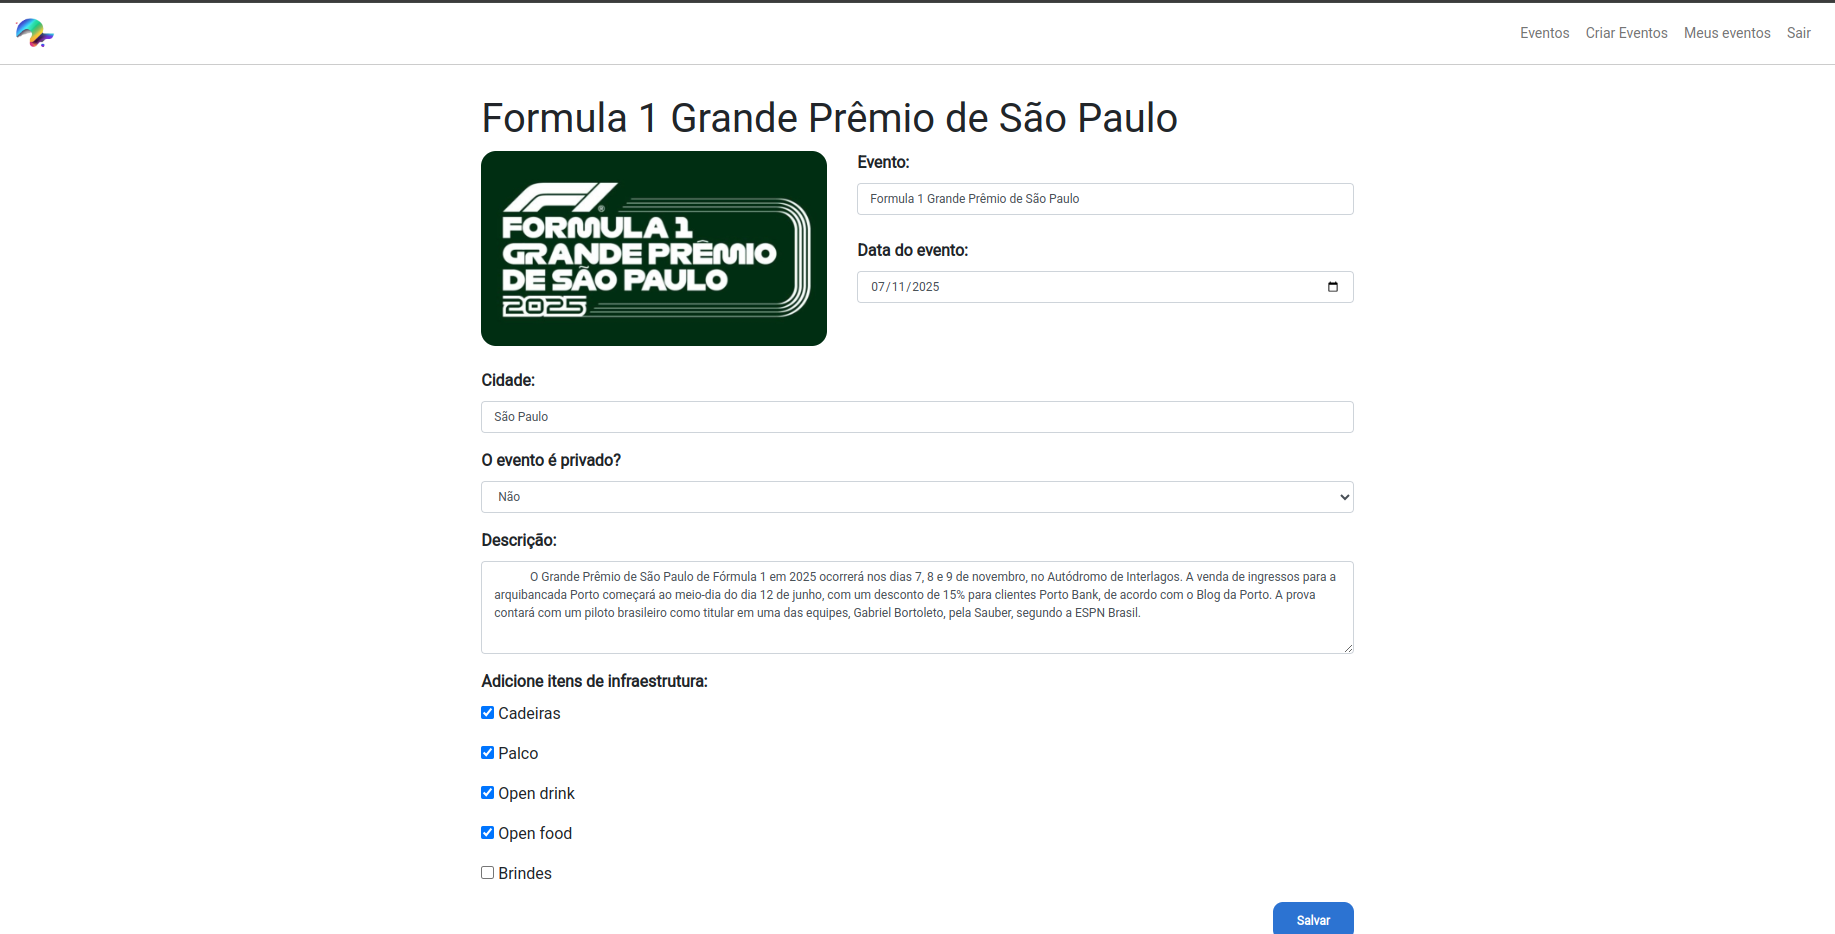 Eventos Criar Eventos Meus eventos Sair
Formula 1 Grande Prêmio de São Paulo
F1®
FORMULA 1
GRANDE PRÊMIO
DE SÃO PAULO
2025
Evento:
Formula 1 Grande Prêmio de São Paulo
Data do evento:
07/11/2025
Cidade:
São Paulo
O evento é privado?
Não
Descrição:
O Grande Prêmio de São Paulo de Fórmula 1 em 2025 ocorrerá nos dias 7, 8 e 9 de novembro, no Autódromo de Interlagos. A venda de ingressos para a
arquibancada Porto começará ao meio-dia do dia 12 de junho, com um desconto de 15% para clientes Porto Bank, de acordo com o Blog da Porto. A prova
contará com um piloto brasileiro como titular em uma das equipes, Gabriel Bortoleto, pela Sauber, segundo a ESPN Brasil.
Adicione itens de infraestrutura:
Cadeiras
Palco
Open drink
Open food
Brindes
Salvar